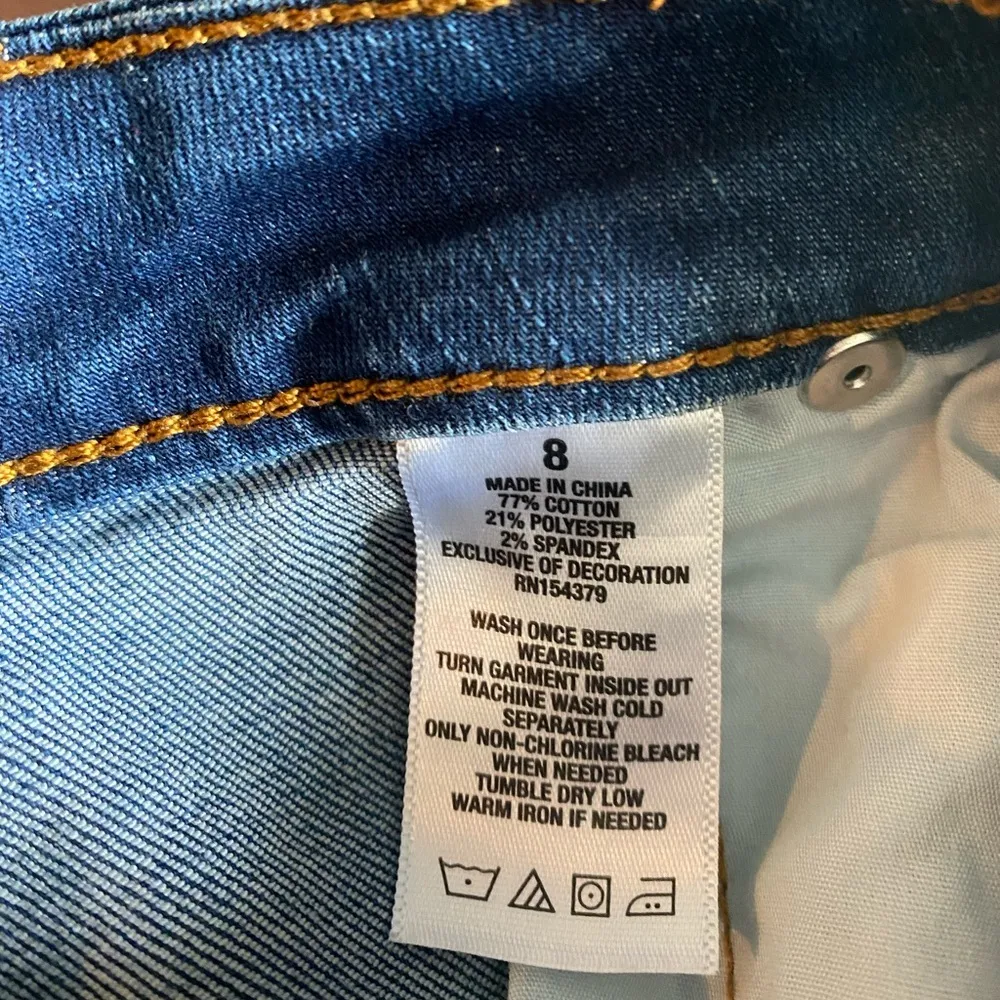 8
MADE IN CHINA
77% COTTON
21% POLYESTER
2% SPANDEX
EXCLUSIVE OF DECORATION
RN154379
WASH ONCE BEFORE
WEARING
TURN GARMENT INSIDE OUT
MACHINE WASH COLD
SEPARATELY
ONLY NON-CHLORINE BLEACH
WHEN NEEDED
TUMBLE DRY LOW
WARM IRON IF NEEDED